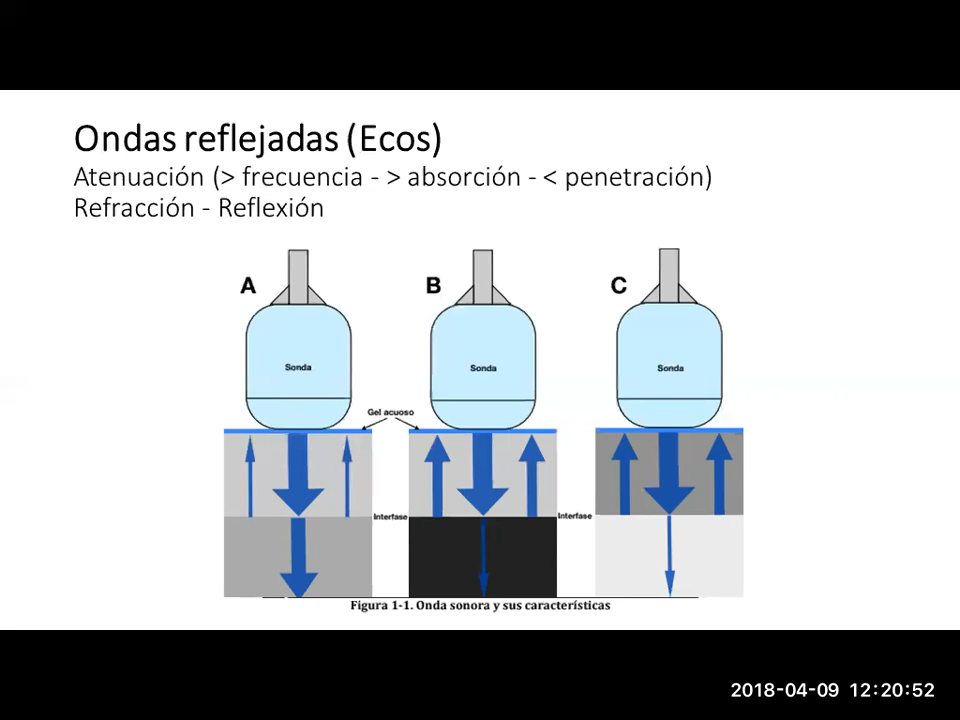 Ondas reflejadas (Ecos)
Atenuación (> frecuencia - > absorción - < penetración)
Refracción - Reflexión
A
B
C
Sonda
Sonda
Sonda
Gel acuoso
Interfase
Interfase
Figura 1-1. Onda sonora y sus características
2018-04-09 12:20:52